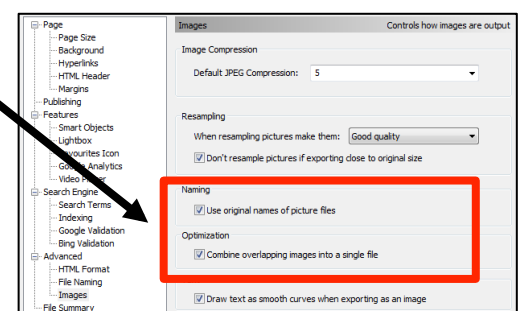 Page
Page Size
Background
Hyperlinks
HTML Header
Margins
Publishing
Features
Smart Objects
Lightbox
Favourites Icon
Google Analytics
Video Player
Search Engine
Search Terms
Indexing
Google Validation
Bing Validation
Advanced
HTML Format
File Naming
Images
File Summary
Images Controls how images are output
Image Compression
Default JPEG Compression: 5
Resampling
When resampling pictures make them: Good quality
Don't resample pictures if exporting close to original size
Naming
Use original names of picture files
Optimization
Combine overlapping images into a single file
Draw text as smooth curves when exporting as an image